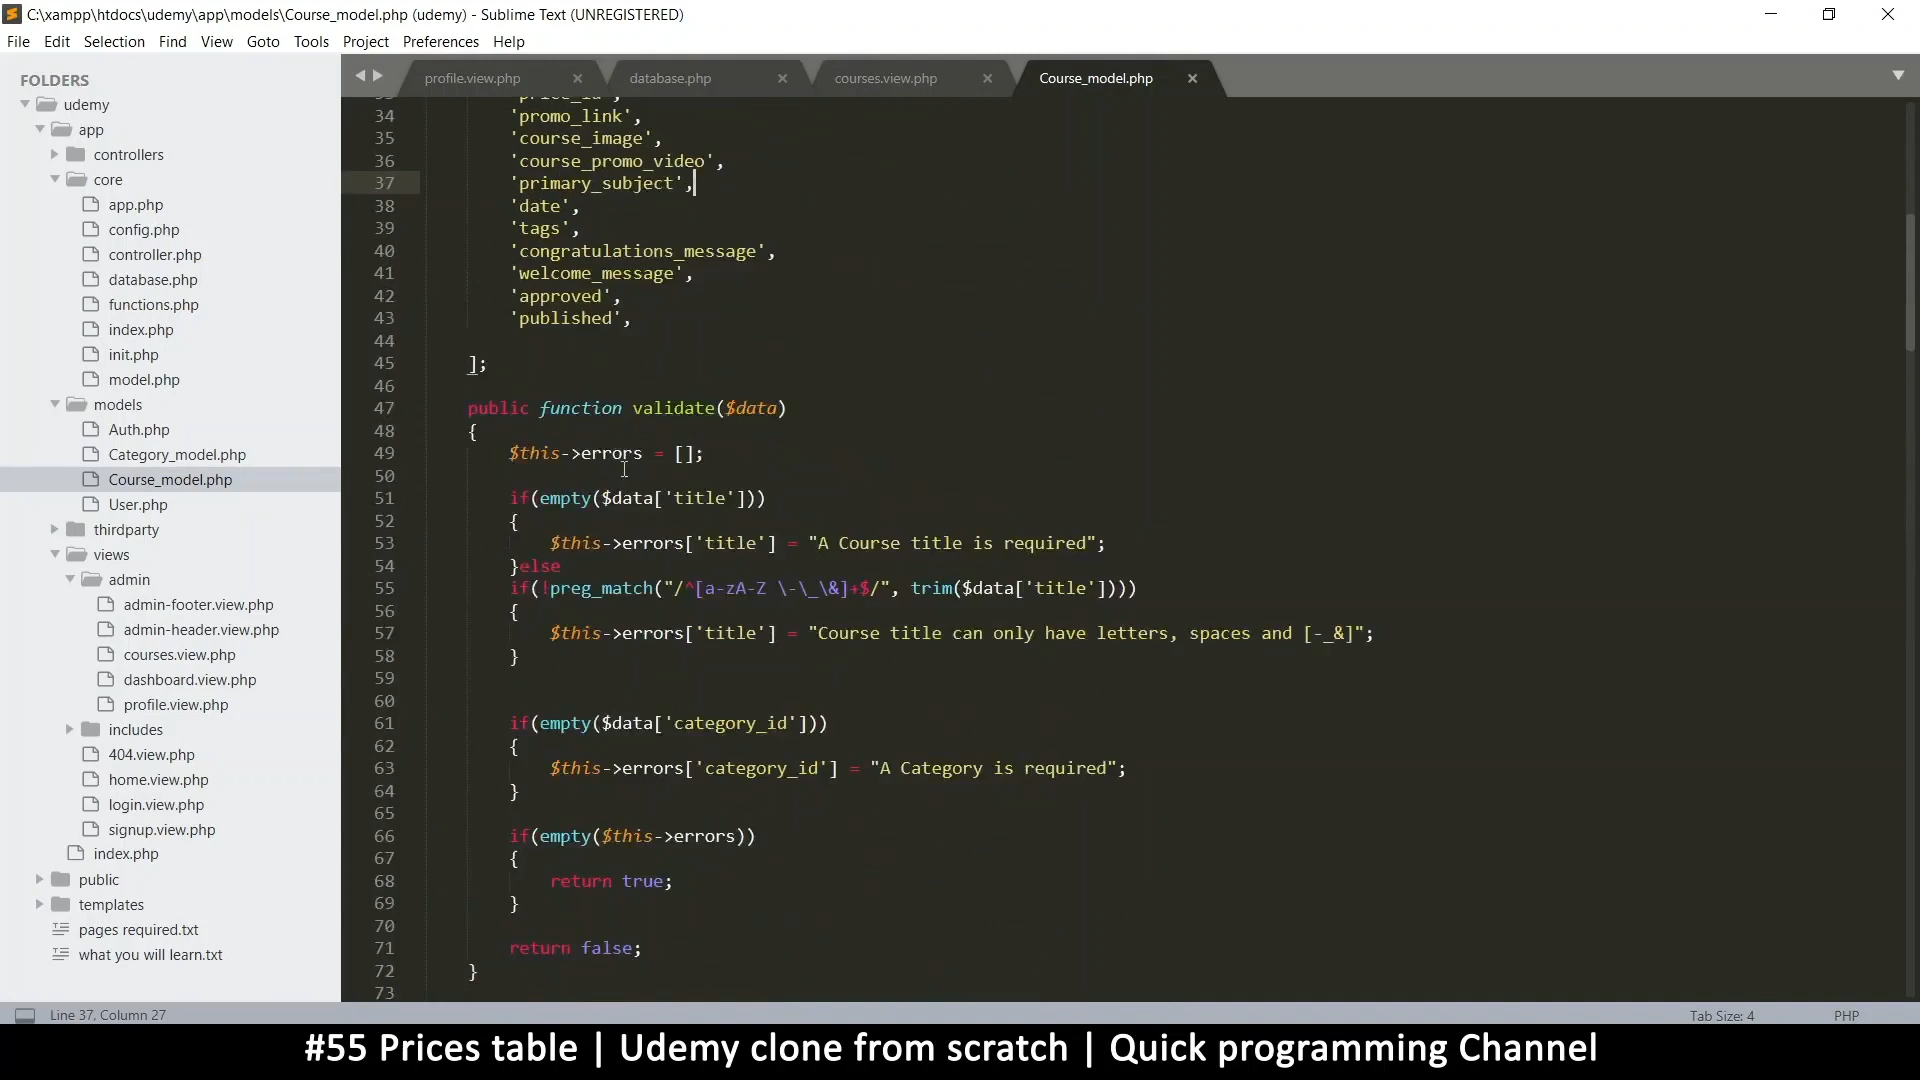 C:\xampp\htdocs\udemy\app\models\Course_model.php (udemy) - Sublime Text (UNREGISTERED)
File Edit Selection Find View Goto Tools Project Preferences Help
FOLDERS
udemy
app
controllers
core
app.php
config.php
controller.php
database.php
functions.php
index.php
init.php
model.php
models
Auth.php
Category_model.php
Course_model.php
User.php
thirdparty
views
admin
admin-footer.view.php
admin-header.view.php
courses.view.php
dashboard.view.php
profile.view.php
includes
404.view.php
home.view.php
login.view.php
signup.view.php
index.php
public
templates
pages required.txt
what you will learn.txt
profile.view.php database.php courses.view.php Course_model.php
33 'price_id',
34 'promo_link',
35 'course_image',
36 'course_promo_video',
37 'primary_subject',
38 'date',
39 'tags',
40 'congratulations_message',
41 'welcome_message',
42 'approved',
43 'published',
44
45 ];
46
47 public function validate($data)
48 {
49 $this->errors = [];
50
51 if(empty($data['title']))
52 {
53 $this->errors['title'] = "A Course title is required";
54 }else
55 if(!preg_match("/^[a-zA-Z \-\_\&]+$/", trim($data['title'])))
56 {
57 $this->errors['title'] = "Course title can only have letters, spaces and [-_&]";
58 }
59
60
61 if(empty($data['category_id']))
62 {
63 $this->errors['category_id'] = "A Category is required";
64 }
65
66 if(empty($this->errors))
67 {
68 return true;
69 }
70
71 return false;
72 }
73
Line 37, Column 27 Tab Size: 4 PHP
#55 Prices table | Udemy clone from scratch | Quick programming Channel